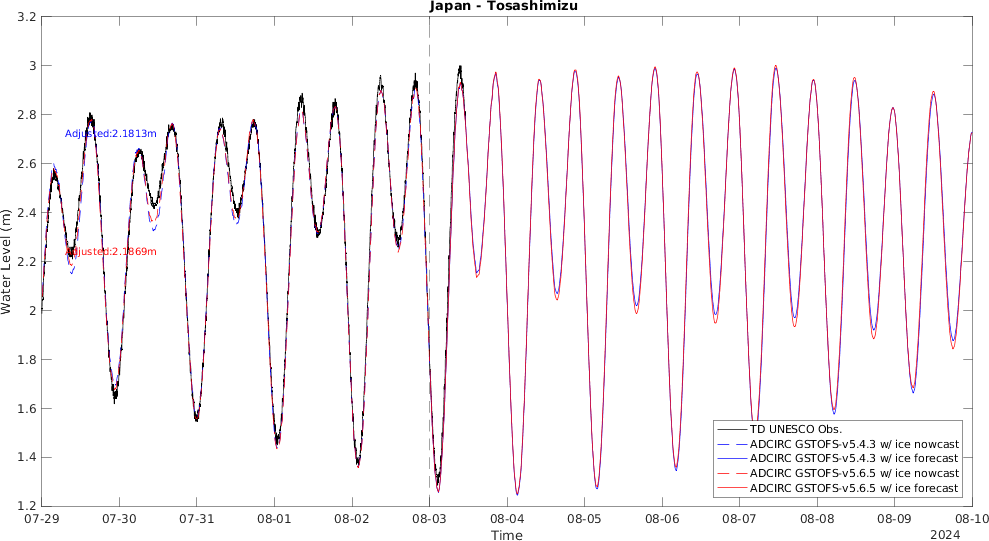 Japan - Tosashimizu
3.2
3
2.8
2.6
2.4
2.2
2
1.8
1.6
1.4
1.2
Water Level (m)
Adjusted:2.1813m
Adjusted:2.1869m
TD UNESCO Obs.
ADCIRC GSTOFS-v5.4.3 w/ ice nowcast
ADCIRC GSTOFS-v5.4.3 w/ ice forecast
ADCIRC GSTOFS-v5.6.5 w/ ice nowcast
ADCIRC GSTOFS-v5.6.5 w/ ice forecast
07-29 07-30 07-31 08-01 08-02 08-03 08-04 08-05 08-06 08-07 08-08 08-09 08-10
Time
2024